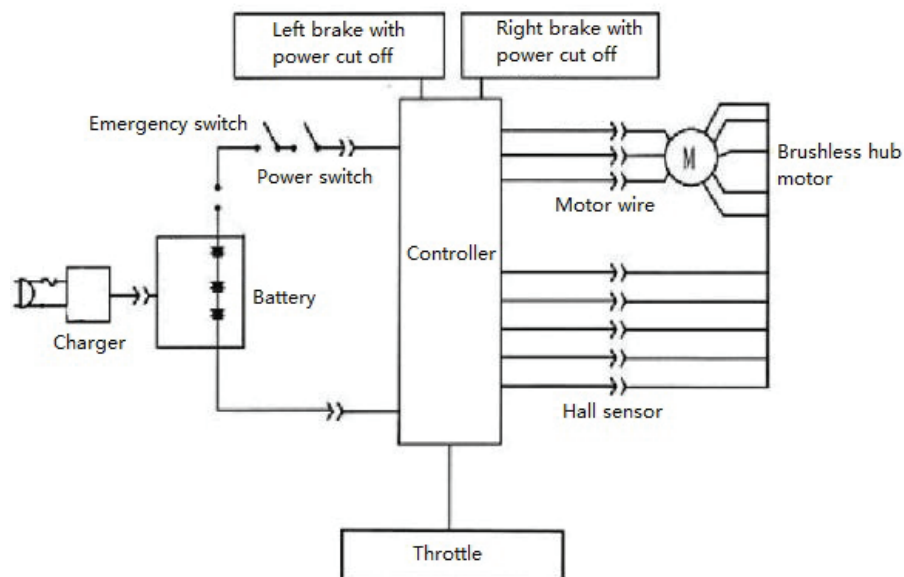 Left brake with
power cut off
Right brake with
power cut off
Emergency switch
Power switch
M
Brushless hub
motor
Motor wire
Controller
Battery
Charger
Hall sensor
Throttle